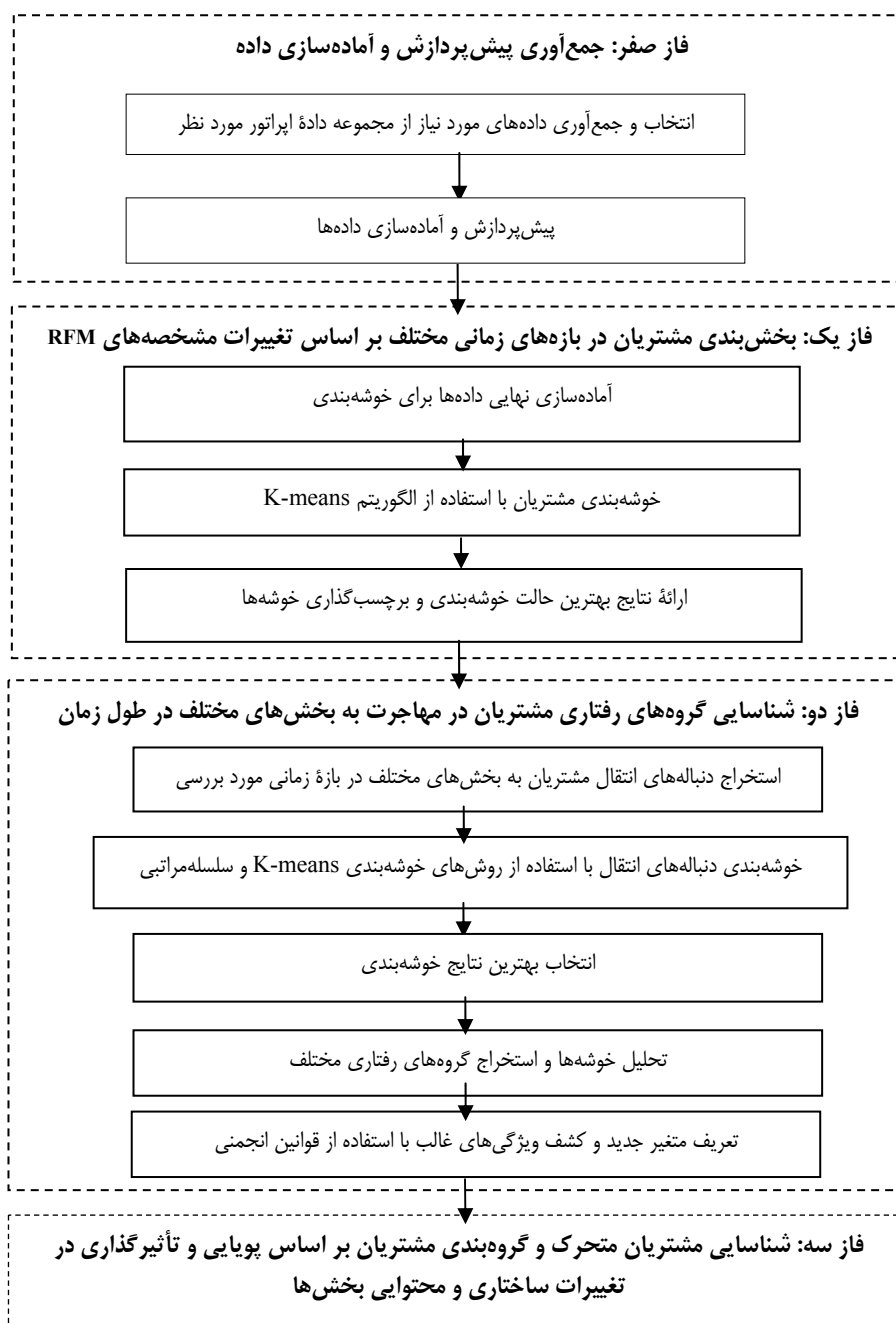 فاز صفر: جمع‌آوری پیش‌پردازش و آماده‌سازی داده
انتخاب و جمع‌آوری داده‌های مورد نیاز از مجموعه دادهٔ اپراتور مورد نظر
پیش‌پردازش و آماده‌سازی داده‌ها
فاز یک: بخش‌بندی مشتریان در بازه‌های زمانی مختلف بر اساس تغییرات مشخصه‌های RFM
آماده‌سازی نهایی داده‌ها برای خوشه‌بندی
خوشه‌بندی مشتریان با استفاده از الگوریتم K-means
ارائهٔ نتایج بهترین حالت خوشه‌بندی و برچسب‌گذاری خوشه‌ها
فاز دو: شناسایی گروه‌های رفتاری مشتریان در مهاجرت به بخش‌های مختلف در طول زمان
استخراج دنباله‌های انتقال مشتریان به بخش‌های مختلف در بازهٔ زمانی مورد بررسی
خوشه‌بندی دنباله‌های انتقال با استفاده از روش‌های خوشه‌بندی K-means و سلسله‌مراتبی
انتخاب بهترین نتایج خوشه‌بندی
تحلیل خوشه‌ها و استخراج گروه‌های رفتاری مختلف
تعریف متغیر جدید و کشف ویژگی‌های غالب با استفاده از قوانین انجمنی
فاز سه: شناسایی مشتریان متحرک و گروه‌بندی مشتریان بر اساس پویایی و تأثیرگذاری در
تغییرات ساختاری و محتوایی بخش‌ها